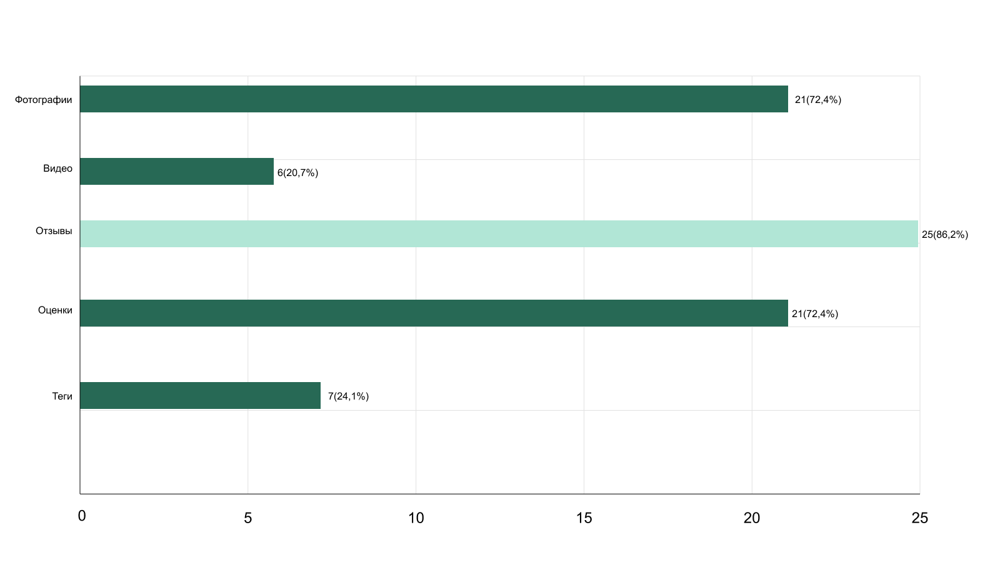 Фотографии 21(72,4%)
Видео 6(20,7%)
Отзывы 25(86,2%)
Оценки 21(72,4%)
Теги 7(24,1%)
0 5 10 15 20 25